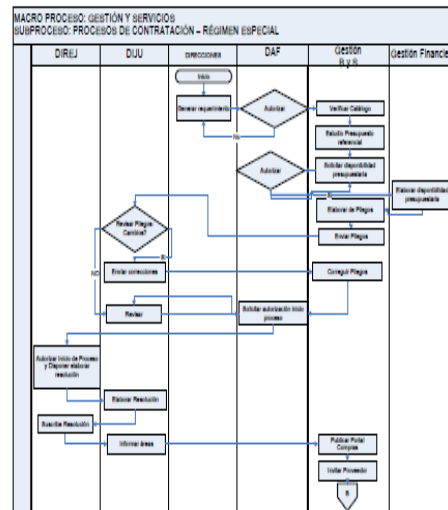 MACRO PROCESO: GESTIÓN Y SERVICIOS
SUBPROCESO: PROCESOS DE CONTRATACIÓN – RÉGIMEN ESPECIAL
DIREJ
DIJU
DIRECCIONES
DAF
Gestión
B y S
Gestión Financiera
Inicio
Generar requerimiento
Autorizar
No
Verificar Catálogo
Estudio Presupuesto
referencial
Autorizar
Solicitar disponibilidad
presupuestaria
Elaborar disponibilidad
presupuestaria
Elaborar de Pliegos
Enviar Pliegos
Revisar Pliegos
Cambios?
NO
Enviar correcciones
Corregir Pliegos
Revisar
Solicitar autorización inicio
proceso
Autorizar Inicio de Proceso
y Disponer elaborar
resolución
Elaborar Resolución
Suscribe Resolución
Informar áreas
Publicar Portal
Compras
Invitar Proveedor